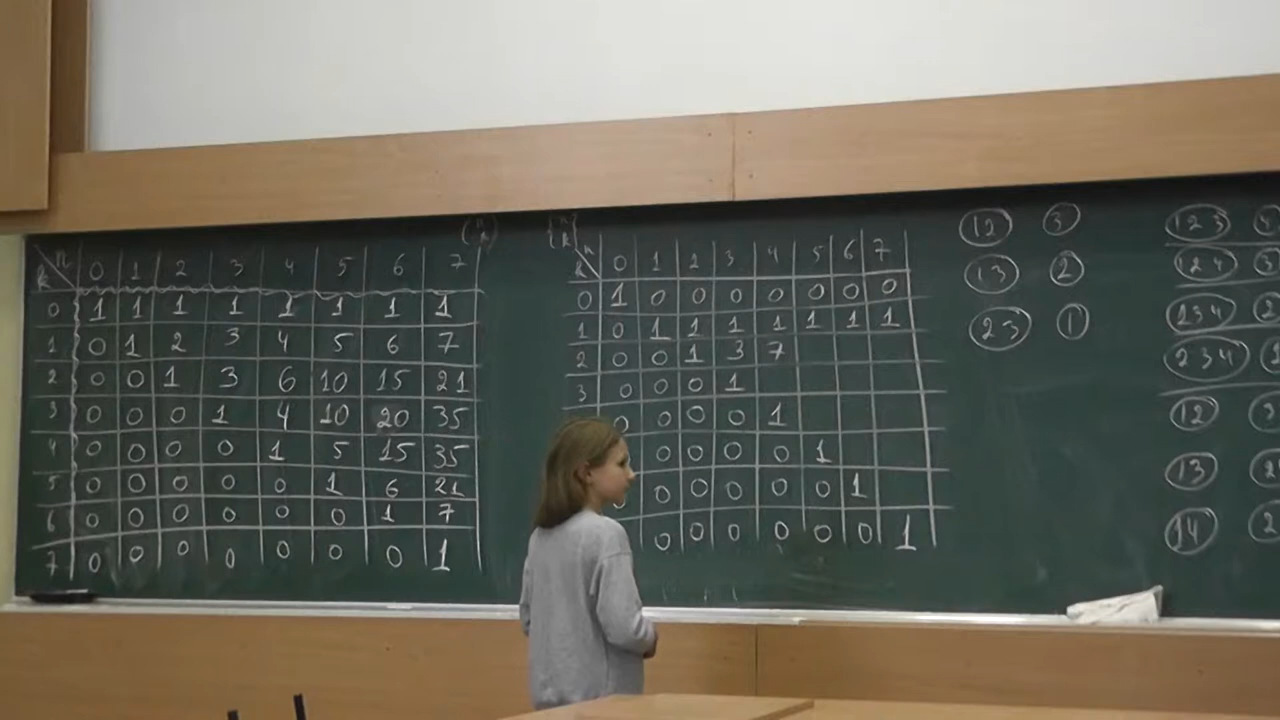 (n k)
k n 0 1 2 3 4 5 6 7
0 1 1 1 1 1 1 1 1
1 0 1 2 3 4 5 6 7
2 0 0 1 3 6 10 15 21
3 0 0 0 1 4 10 20 35
4 0 0 0 0 1 5 15 35
5 0 0 0 0 0 1 6 21
6 0 0 0 0 0 0 1 7
7 0 0 0 0 0 0 0 1
{n k}
k n 0 1 2 3 4 5 6 7
0 1 0 0 0 0 0 0 0
1 0 1 1 1 1 1 1 1
2 0 0 1 3 7
3 0 0 0 1
0 0 0 0 1
0 0 0 0 1
0 0 0 0 0 1
0 0 0 0 0 0 1
12 3
13 2
23 1
123
124 3
234 2
234
12 3
13 2
14 2